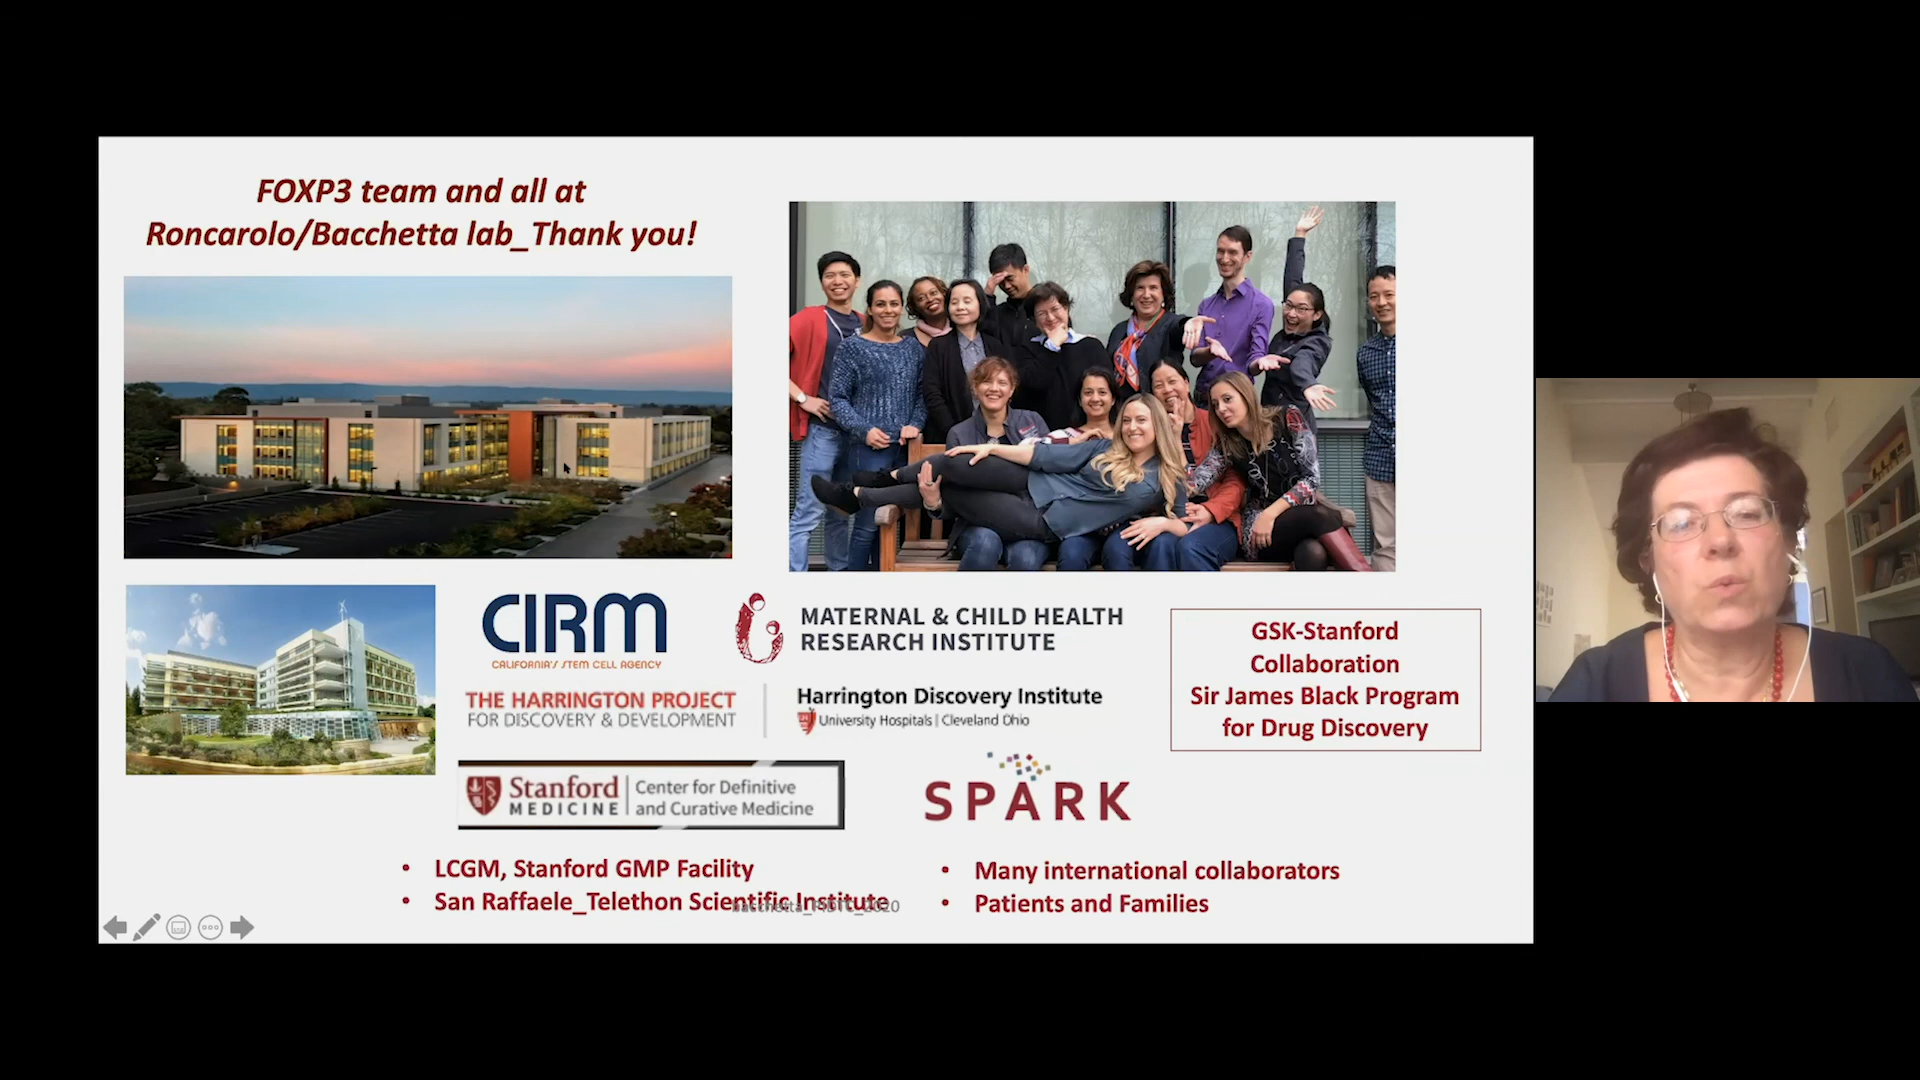 FOXP3 team and all at
Roncarolo/Bacchetta lab_Thank you!
CIRM
CALIFORNIA'S STEM CELL AGENCY
MATERNAL & CHILD HEALTH
RESEARCH INSTITUTE
GSK-Stanford
Collaboration
Sir James Black Program
for Drug Discovery
THE HARRINGTON PROJECT
FOR DISCOVERY & DEVELOPMENT
Harrington Discovery Institute
University Hospitals | Cleveland Ohio
Stanford
MEDICINE
Center for Definitive
and Curative Medicine
SPARK
• LCGM, Stanford GMP Facility
• San Raffaele_Telethon Scientific Institute
• Many international collaborators
• Patients and Families